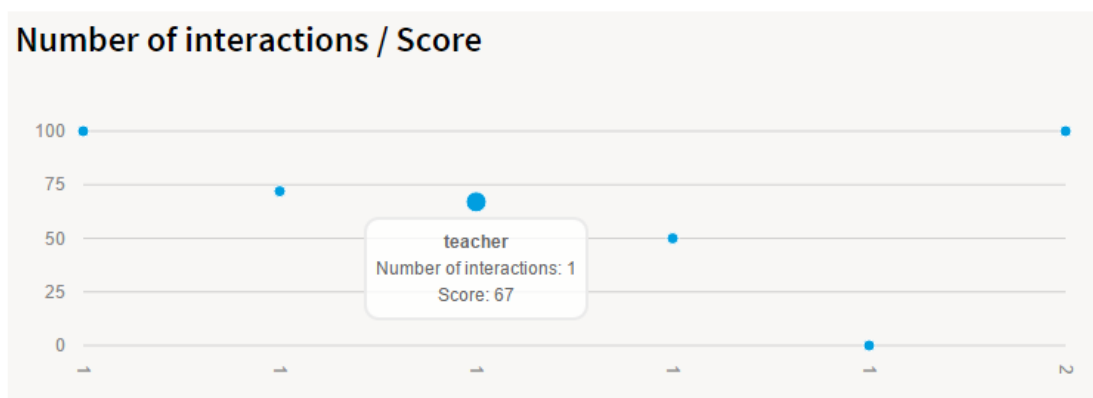 Number of interactions / Score
100
75
50
25
0
teacher
Number of interactions: 1
Score: 67
1 1 1 1 1 2